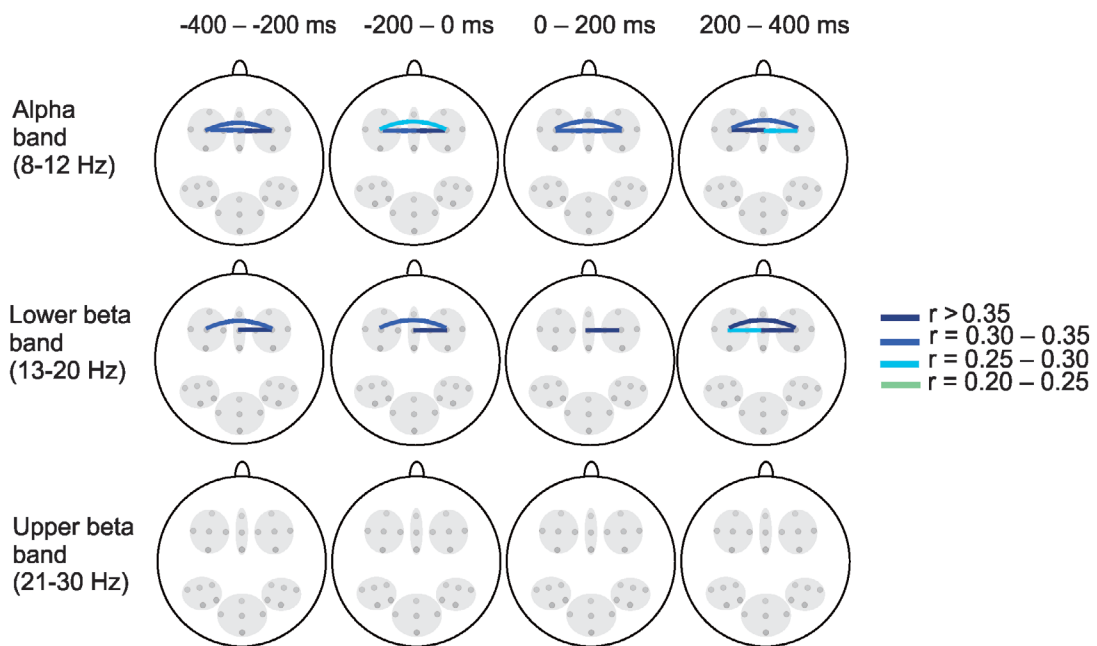 -400 – -200 ms -200 – 0 ms 0 – 200 ms 200 – 400 ms
Alpha
band
(8-12 Hz)
Lower beta
band
(13-20 Hz)
r > 0.35
r = 0.30 – 0.35
r = 0.25 – 0.30
r = 0.20 – 0.25
Upper beta
band
(21-30 Hz)